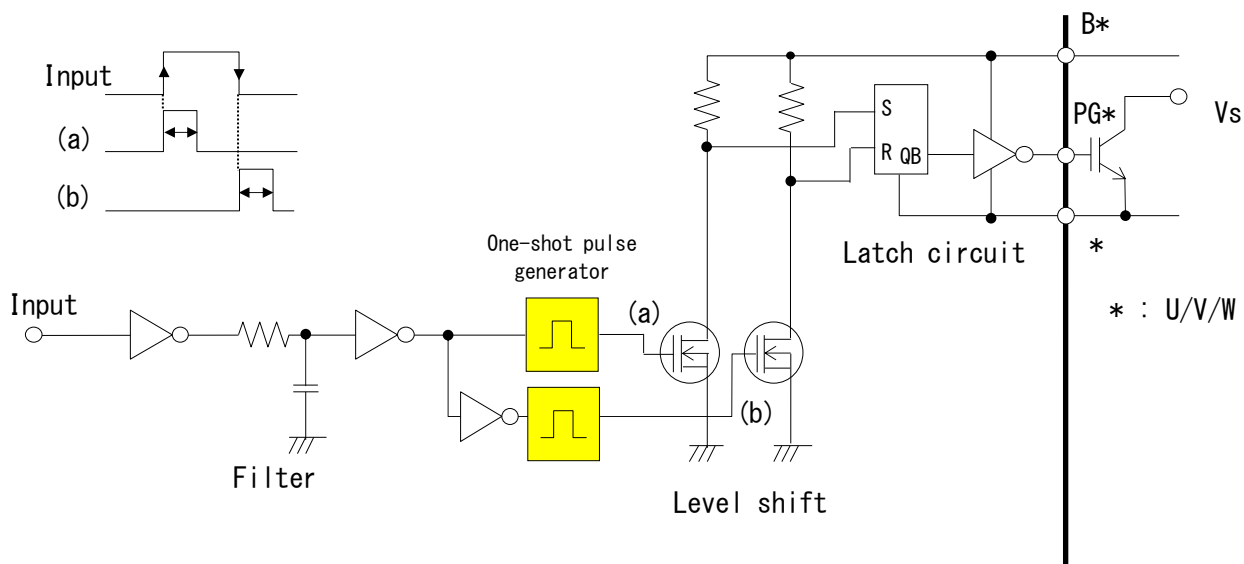 B*
Input
S
PG*
Vs
(a)
R
QB
(b)
One-shot pulse
generator
Latch circuit
*
Input
(a)
* : U/V/W
(b)
Filter
Level shift